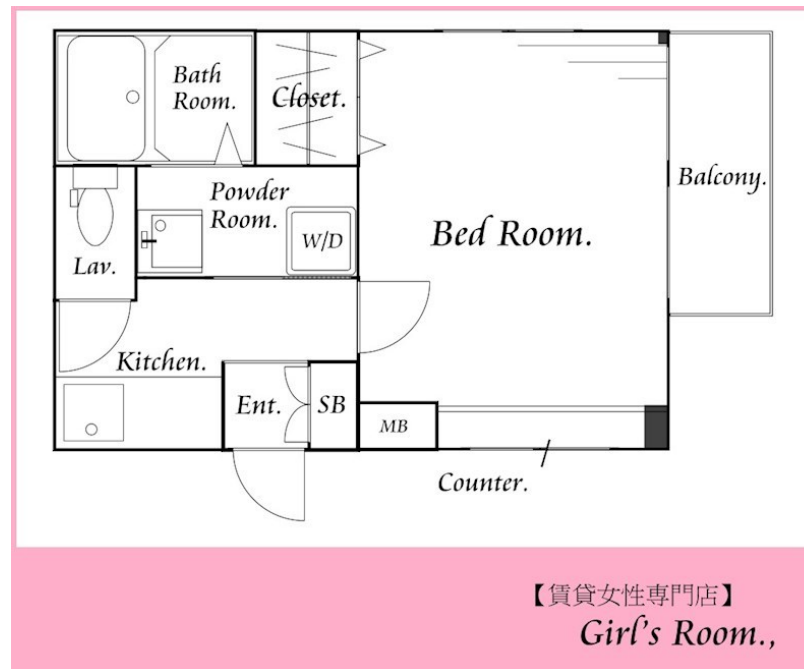 Bath
Room.
Closet.
Balcony.
Powder
Room.
W/D
Bed Room.
Lav.
Kitchen.
Ent.
SB
MB
Counter.
【賃貸女性専門店】
Girl's Room.,